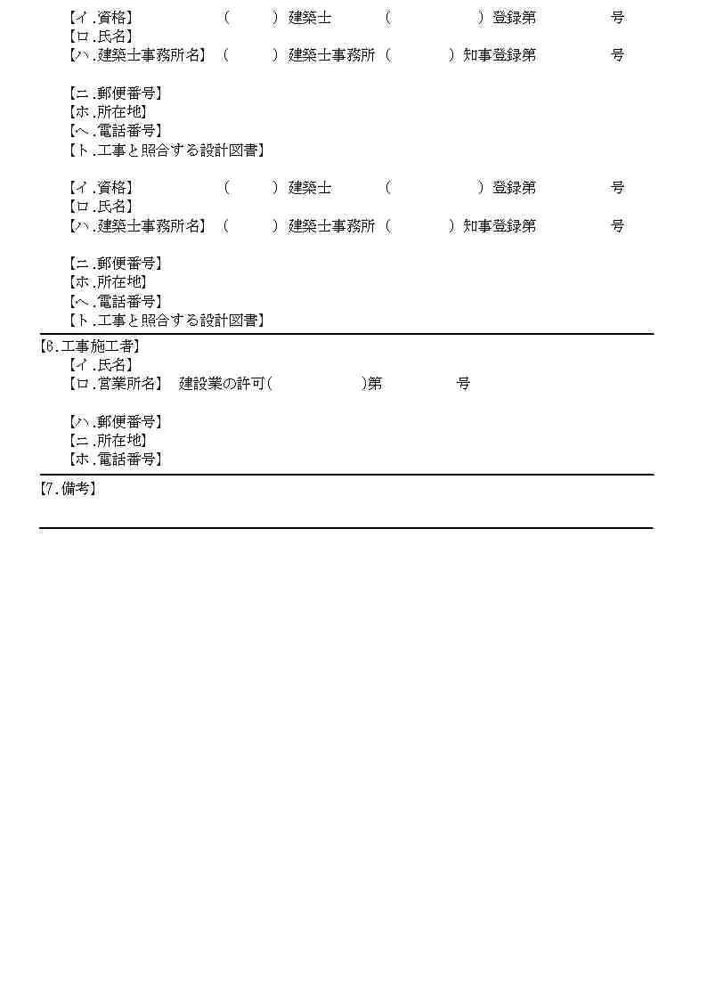 【イ.資格】 ( ) 建築士 ( ) 登録第 号
【ロ.氏名】
【ハ.建築士事務所名】 ( ) 建築士事務所 ( ) 知事登録第 号
【ニ.郵便番号】
【ホ.所在地】
【ヘ.電話番号】
【ト.工事と照合する設計図書】
【イ.資格】 ( ) 建築士 ( ) 登録第 号
【ロ.氏名】
【ハ.建築士事務所名】 ( ) 建築士事務所 ( ) 知事登録第 号
【ニ.郵便番号】
【ホ.所在地】
【ヘ.電話番号】
【ト.工事と照合する設計図書】
【6.工事施工者】
【イ.氏名】
【ロ.営業所名】 建設業の許可( )第 号
【ハ.郵便番号】
【ニ.所在地】
【ホ.電話番号】
【7.備考】